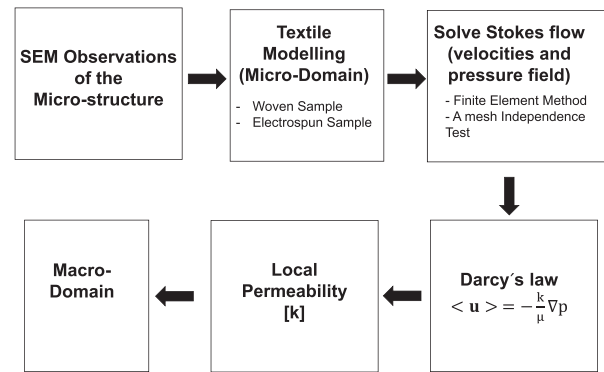 SEM Observations
of the
Micro-structure
Textile
Modelling
(Micro-Domain)
- Woven Sample
- Electrospun Sample
Solve Stokes flow
(velocities and
pressure field)
- Finite Element Method
- A mesh Independence
Test
Darcy´s law
< u > = − k/μ ∇p
Local
Permeability
[k]
Macro-
Domain